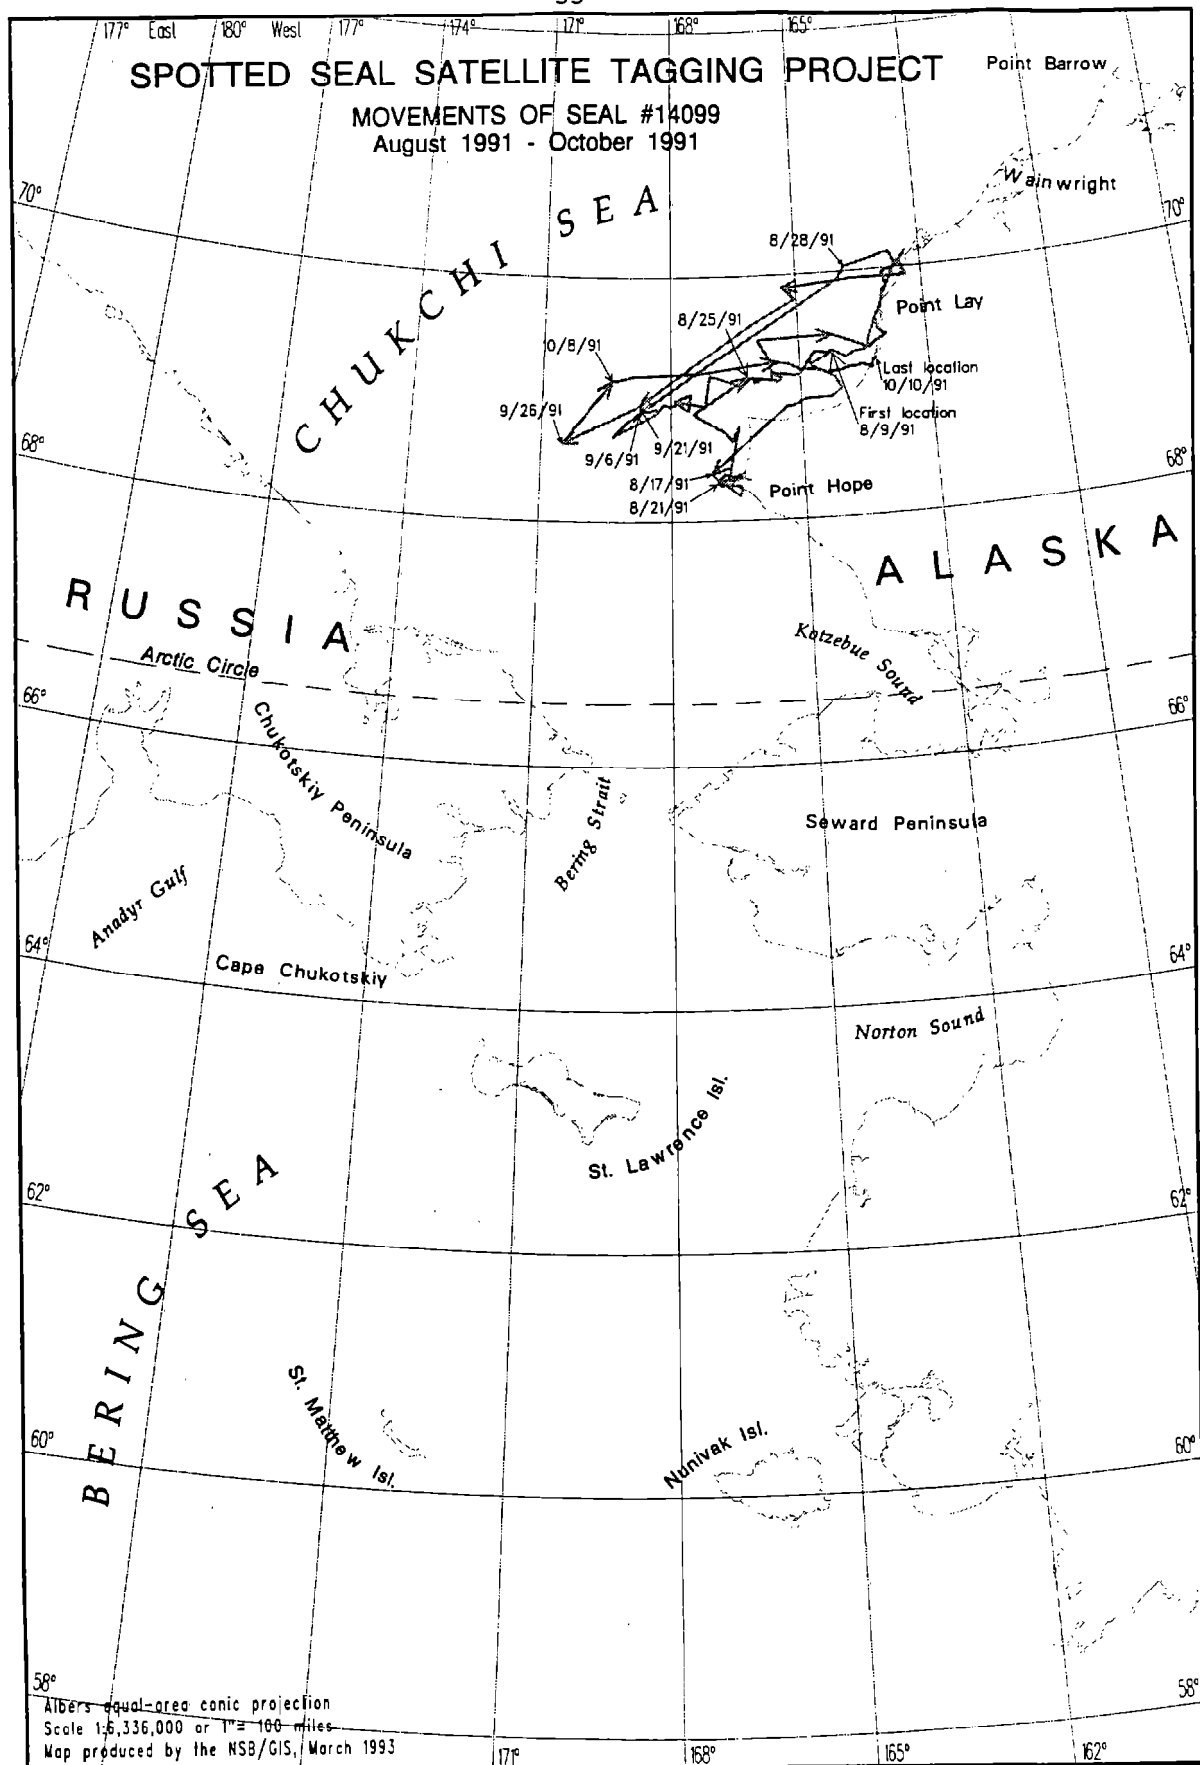 177° East
180° West
177°
174°
171°
168°
165°
SPOTTED SEAL SATELLITE TAGGING PROJECT
MOVEMENTS OF SEAL #14099
August 1991 - October 1991
Point Barrow
Wainwright
70°
70°
CHUKCHI SEA
8/28/91
Point Lay
8/25/91
0/8/91
Last location
10/10/91
9/26/91
First location
8/9/91
9/6/91
9/21/91
8/17/91
8/21/91
Point Hope
68°
68°
ALASKA
RUSSIA
Arctic Circle
Kotzebue Sound
66°
66°
Chukotskiy Peninsula
Bering Strait
Seward Peninsula
Anadyr Gulf
64°
64°
Cape Chukotskiy
Norton Sound
St. Lawrence Isl.
62°
62°
BERING SEA
St. Matthew Isl.
Nunivak Isl.
60°
60°
58°
58°
Albers equal-area conic projection
Scale 1:6,336,000 or 1"= 100 miles
Map produced by the NSB/GIS, March 1993
171°
168°
165°
162°